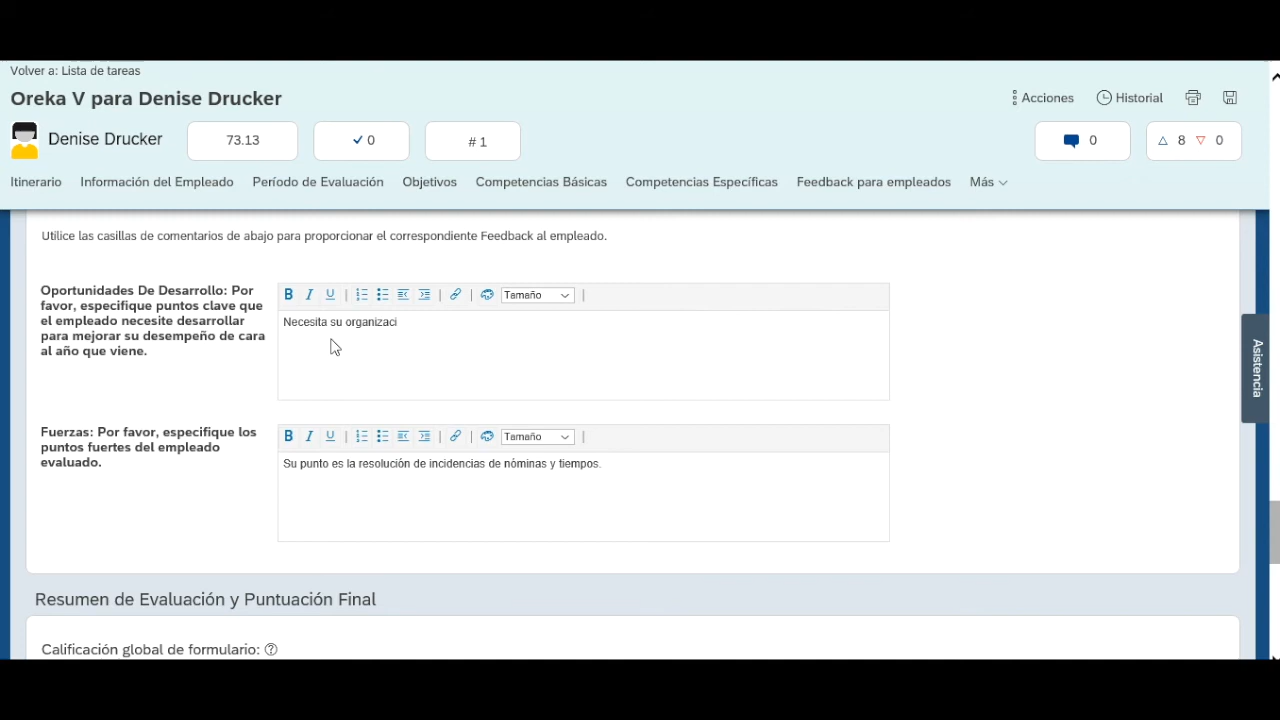 Volver a: Lista de tareas
Oreka V para Denise Drucker
Acciones
Historial
Denise Drucker
73.13
0
# 1
0
8
0
Itinerario Información del Empleado Período de Evaluación Objetivos Competencias Básicas Competencias Específicas Feedback para empleados Más
Utilice las casillas de comentarios de abajo para proporcionar el correspondiente Feedback al empleado.
Oportunidades De Desarrollo: Por
favor, especifique puntos clave que
el empleado necesite desarrollar
para mejorar su desempeño de cara
al año que viene.
B I U Tamaño
Necesita su organizaci
Asistencia
Fuerzas: Por favor, especifique los
puntos fuertes del empleado
evaluado.
B I U Tamaño
Su punto es la resolución de incidencias de nóminas y tiempos.
Resumen de Evaluación y Puntuación Final
Calificación global de formulario: